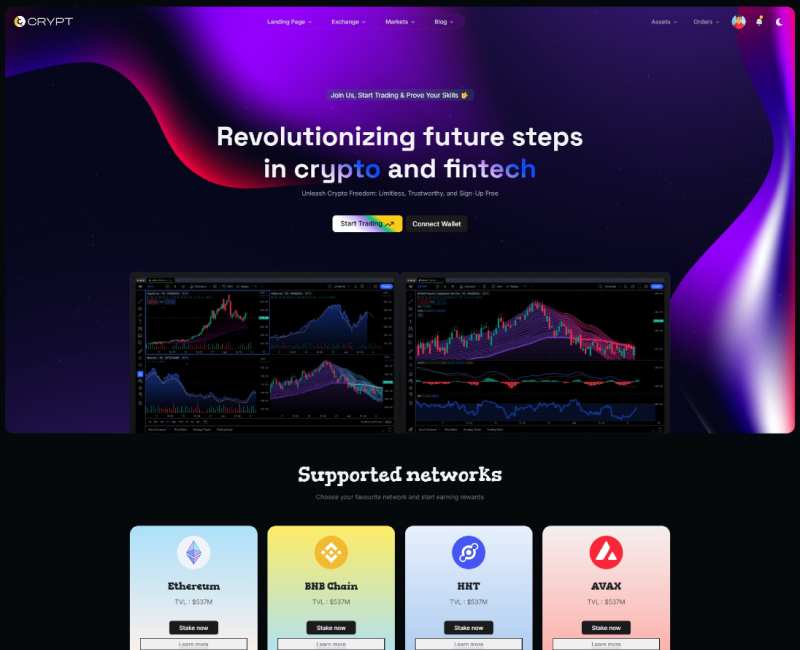 CRYPT
Landing Page
Exchange
Markets
Blog
Assets
Orders
Join Us, Start Trading & Prove Your Skills 🤟
Revolutionizing future steps
in crypto and fintech
Unleash Crypto Freedom: Limitless, Trustworthy, and Sign-Up Free
Start Trading
Connect Wallet
Supported networks
Choose your favourite network and start earning rewards
Ethereum
TVL : $537M
Stake now
Learn more
BNB Chain
TVL : $537M
Stake now
Learn more
HNT
TVL : $537M
Stake now
Learn more
AVAX
TVL : $537M
Stake now
Learn more